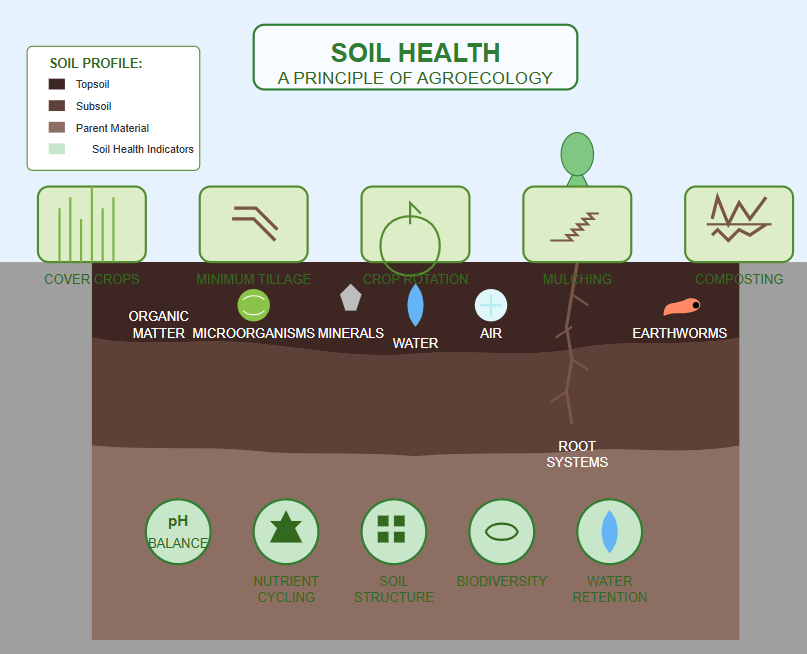 SOIL HEALTH
A PRINCIPLE OF AGROECOLOGY
SOIL PROFILE:
Topsoil
Subsoil
Parent Material
Soil Health Indicators
COVER CROPS
MINIMUM TILLAGE
CROP ROTATION
MULCHING
COMPOSTING
ORGANIC
MATTER
MICROORGANISMS
MINERALS
WATER
AIR
EARTHWORMS
ROOT
SYSTEMS
pH
BALANCE
NUTRIENT
CYCLING
SOIL
STRUCTURE
BIODIVERSITY
WATER
RETENTION